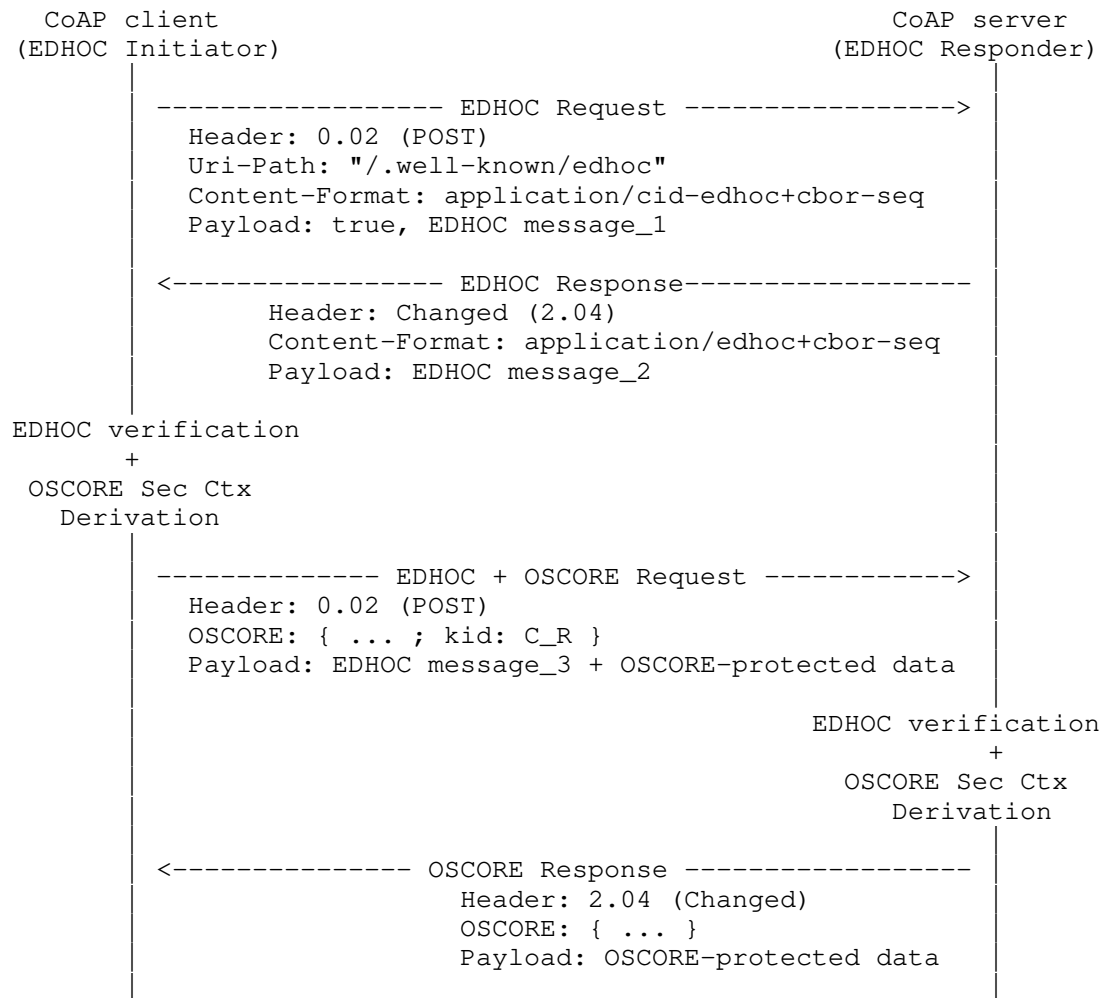 CoAP client CoAP server
(EDHOC Initiator) (EDHOC Responder)
------------------ EDHOC Request ----------------->
Header: 0.02 (POST)
Uri-Path: "/.well-known/edhoc"
Content-Format: application/cid-edhoc+cbor-seq
Payload: true, EDHOC message_1
<----------------- EDHOC Response------------------
Header: Changed (2.04)
Content-Format: application/edhoc+cbor-seq
Payload: EDHOC message_2
EDHOC verification
+
OSCORE Sec Ctx
Derivation
-------------- EDHOC + OSCORE Request ------------>
Header: 0.02 (POST)
OSCORE: { ... ; kid: C_R }
Payload: EDHOC message_3 + OSCORE-protected data
EDHOC verification
+
OSCORE Sec Ctx
Derivation
<--------------- OSCORE Response ------------------
Header: 2.04 (Changed)
OSCORE: { ... }
Payload: OSCORE-protected data